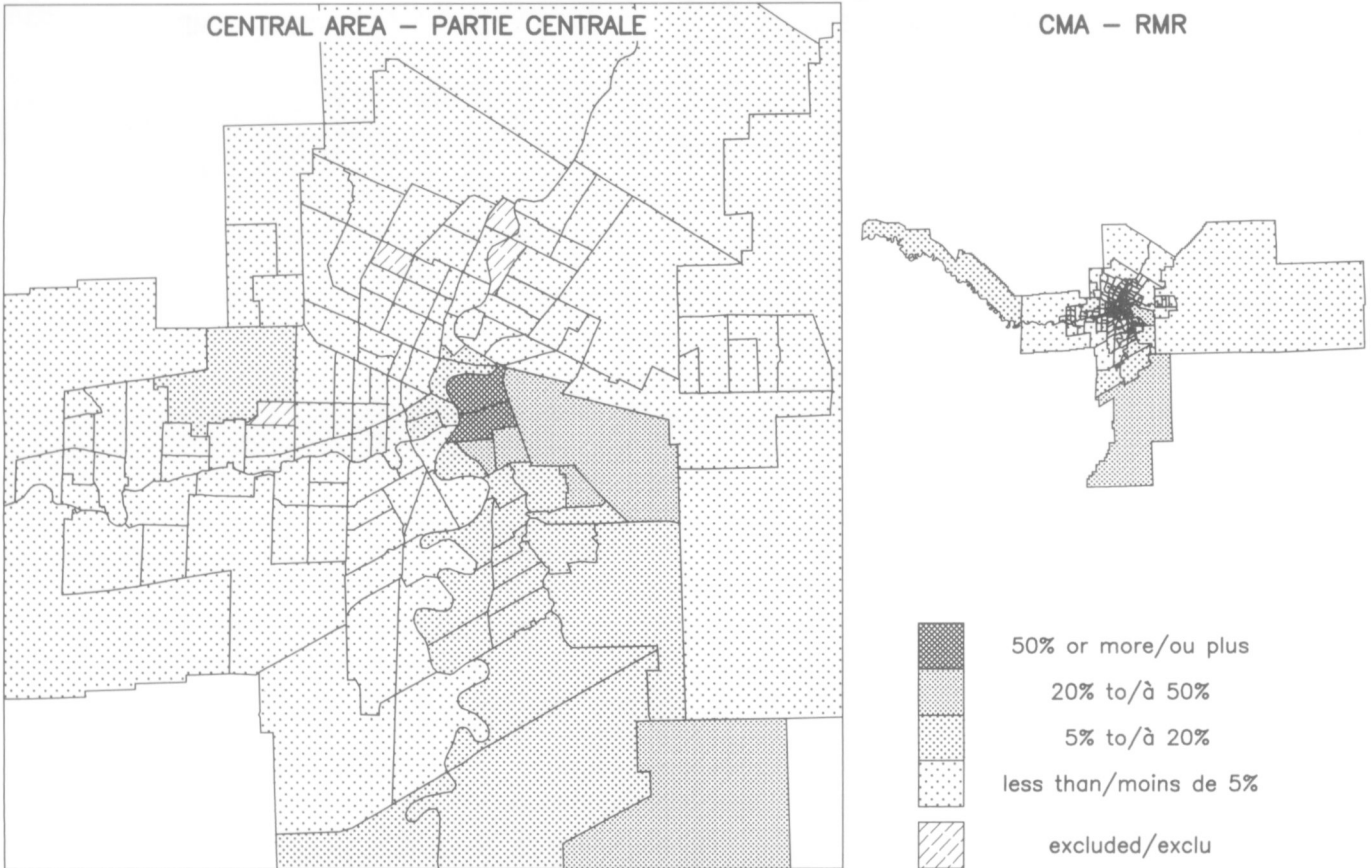 CENTRAL AREA – PARTIE CENTRALE
CMA – RMR
50% or more/ou plus
20% to/à 50%
5% to/à 20%
less than/moins de 5%
excluded/exclu